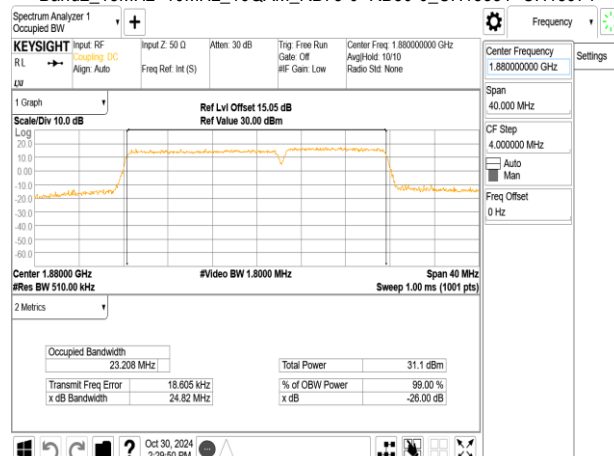 Spectrum Analyzer 1
Occupied BW
Frequency
KEYSIGHT
Input: RF
Coupling: DC
Align: Auto
Input Z: 50 Ω
Freq Ref: Int (S)
Atten: 30 dB
Trig: Free Run
Gate: Off
#IF Gain: Low
Center Freq: 1.880000000 GHz
Avg|Hold: 10/10
Radio Std: None
RL
LXI
Center Frequency
1.880000000 GHz
Settings
Span
40.000 MHz
CF Step
4.000000 MHz
Auto
Man
Freq Offset
0 Hz
1 Graph
Ref Lvl Offset 15.05 dB
Scale/Div 10.0 dB
Ref Value 30.00 dBm
Log
20.0
10.0
0.00
-10.0
-20.0
-30.0
-40.0
-50.0
-60.0
Center 1.88000 GHz
#Video BW 1.8000 MHz
Span 40 MHz
#Res BW 510.00 kHz
Sweep 1.00 ms (1001 pts)
2 Metrics
Occupied Bandwidth
23.208 MHz
Total Power 31.1 dBm
Transmit Freq Error 18.605 kHz
% of OBW Power 99.00 %
x dB Bandwidth 24.82 MHz
x dB -26.00 dB
?
Oct 30, 2024
2:29:50 PM